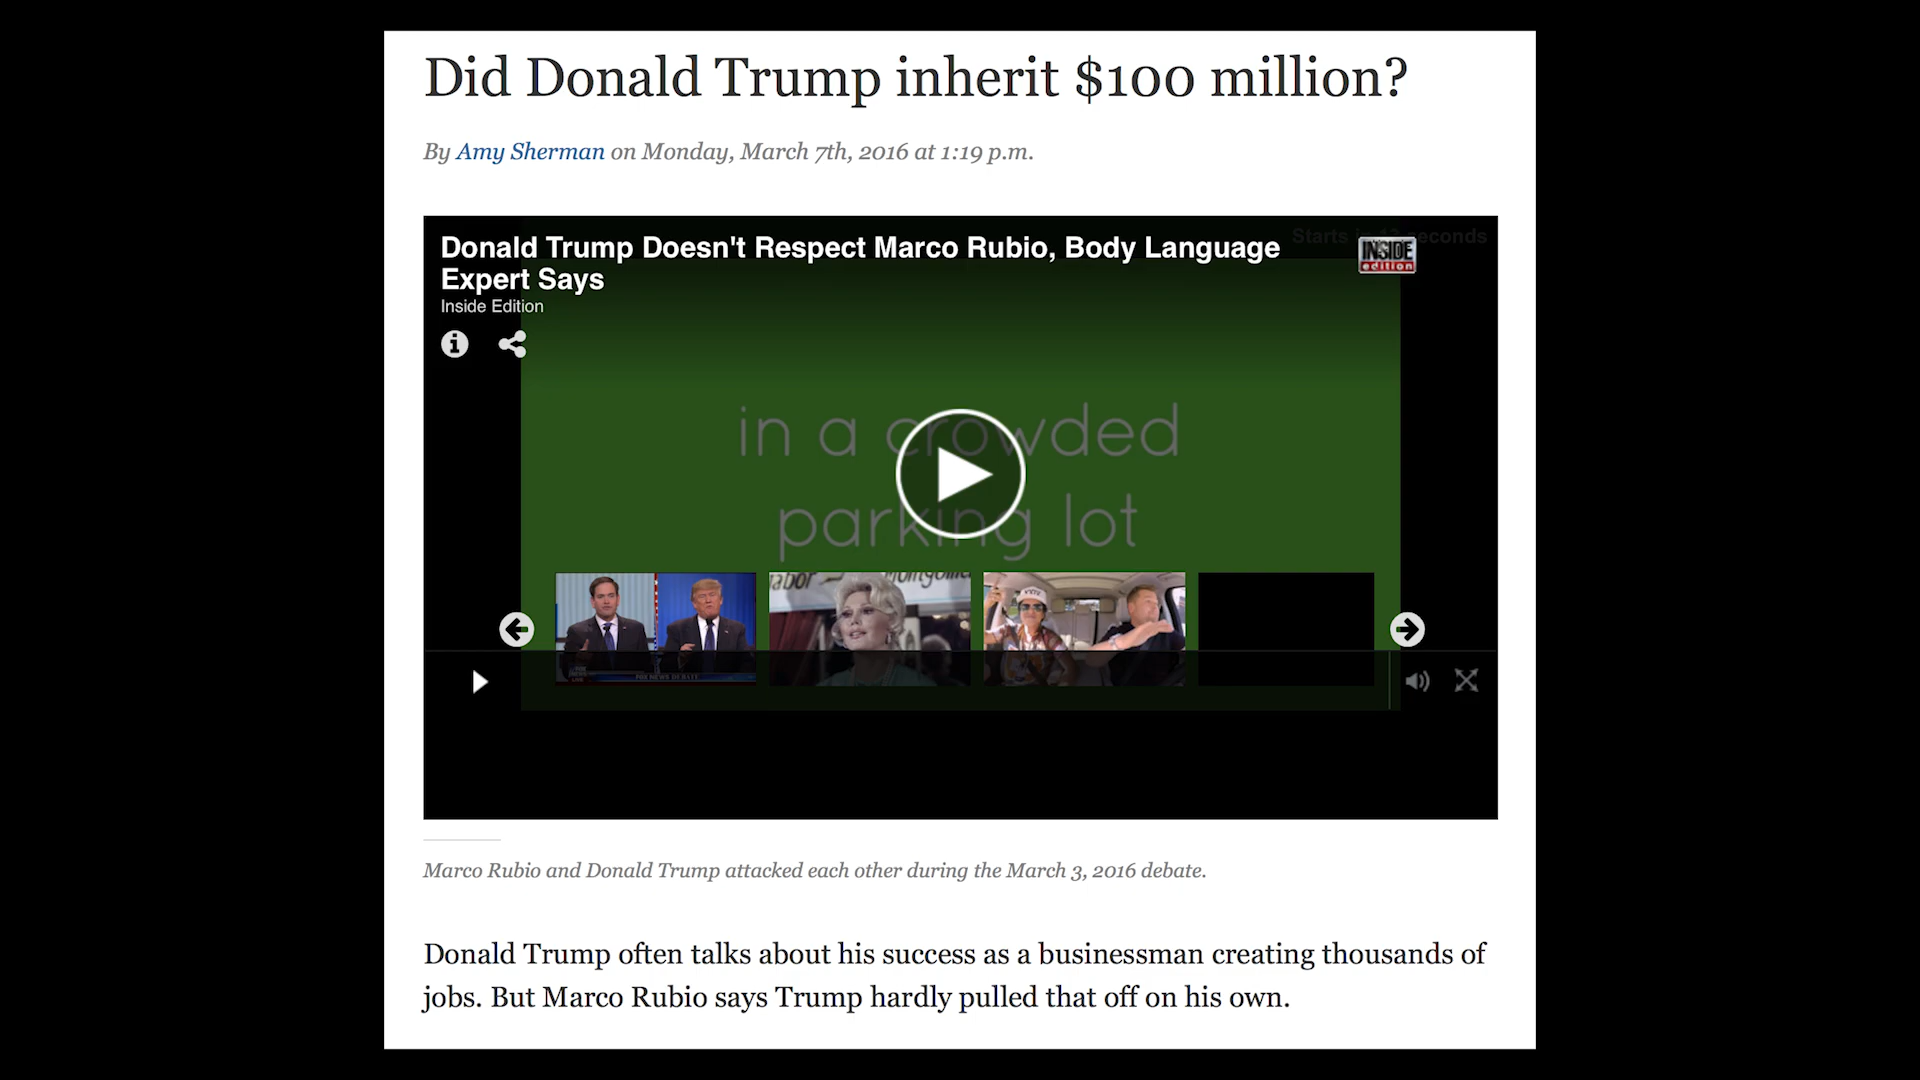 Did Donald Trump inherit $100 million?
By Amy Sherman on Monday, March 7th, 2016 at 1:19 p.m.
Donald Trump Doesn't Respect Marco Rubio, Body Language
Expert Says
Starts in 13 seconds
INSIDE
edition
Inside Edition
in a crowded
parking lot
FOX NEWS DEBATE
Marco Rubio and Donald Trump attacked each other during the March 3, 2016 debate.
Donald Trump often talks about his success as a businessman creating thousands of
jobs. But Marco Rubio says Trump hardly pulled that off on his own.